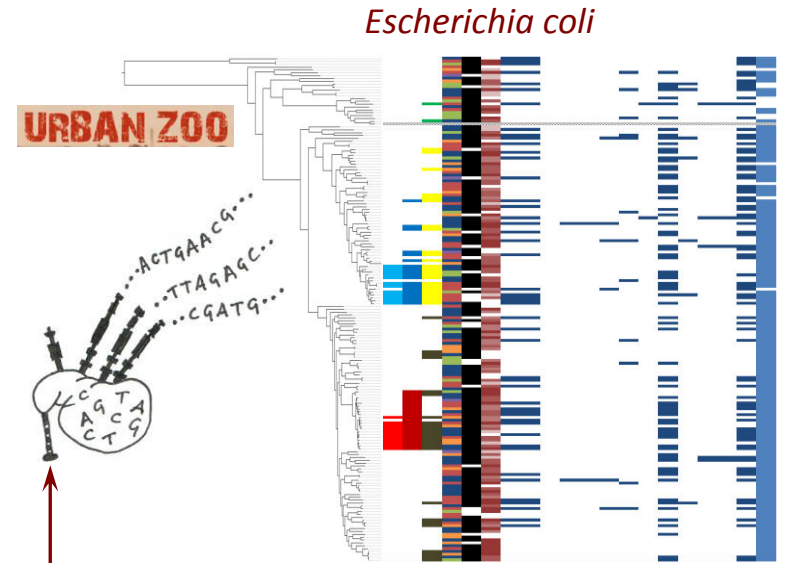 Escherichia coli
URBAN ZOO
...ACTGAACG...
...TTAGAGC...
...CGATG...
C
G T
A C A
C T G